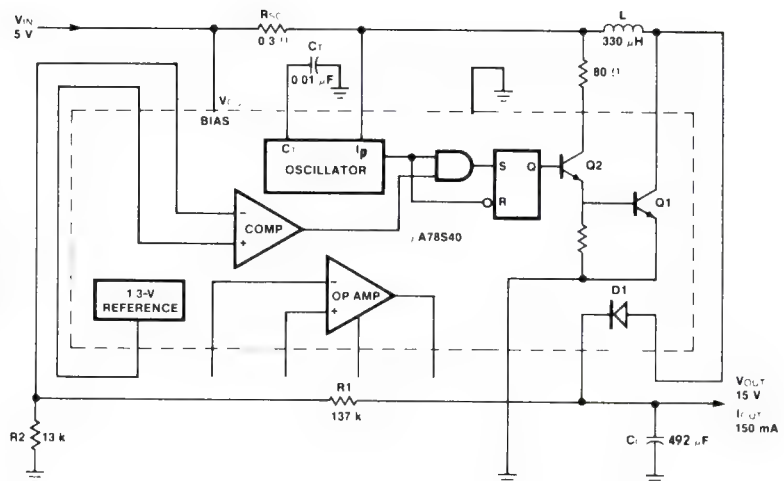 VIN
5 V
RSC
0.3 Ω
CT
0.01 μF
L
330 μH
80 Ω
BIAS
CT
Ip
OSCILLATOR
S
Q
R
Q2
Q1
COMP
−
+
μA78S40
1.3-V
REFERENCE
−
+
OP AMP
D1
R1
137 k
R2
13 k
VOUT
15 V
IOUT
150 mA
492 μF